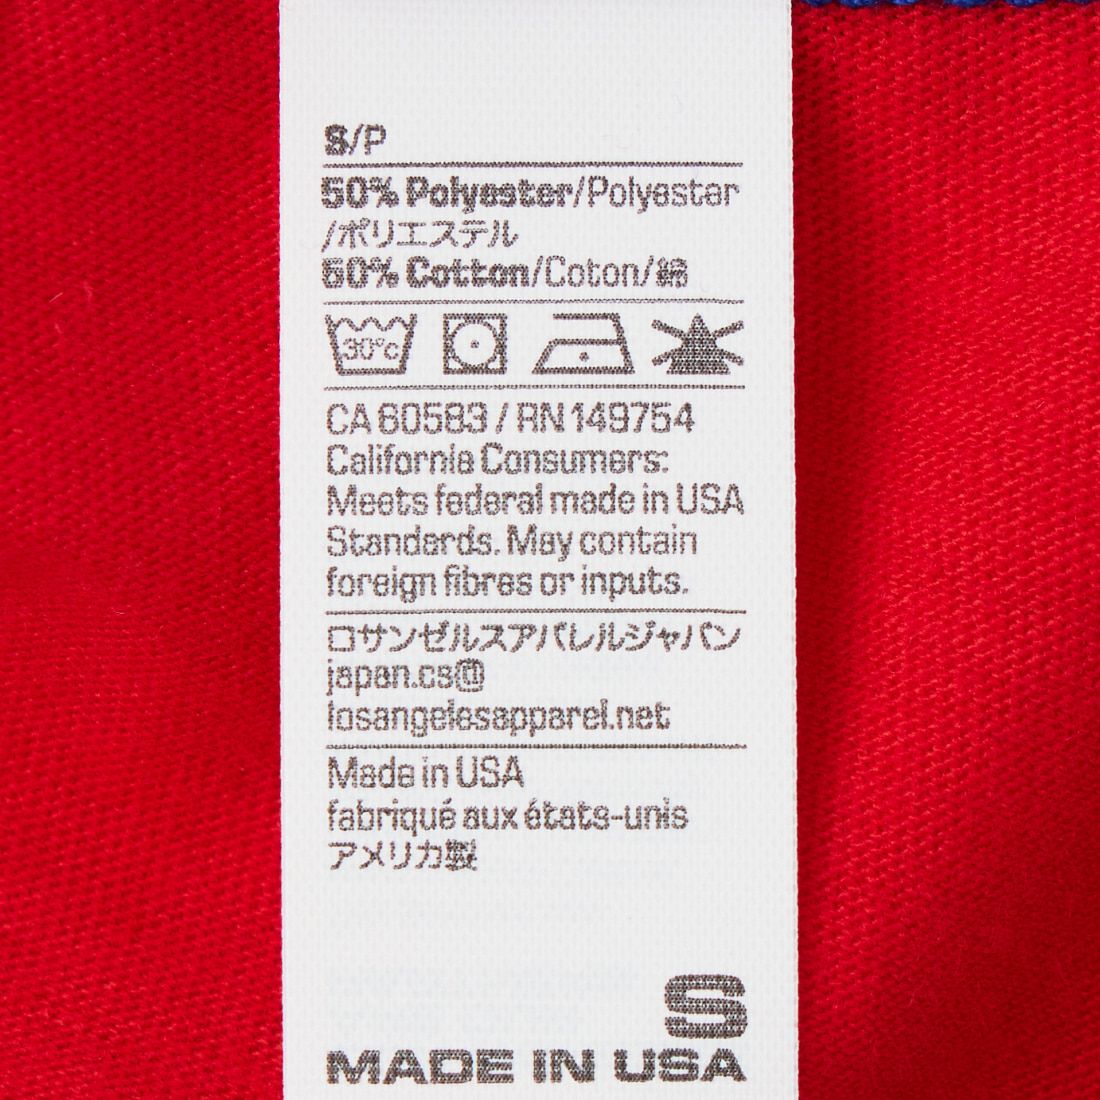 S/P
50% Polyester/Polyester
/ポリエステル
50% Cotton/Coton/綿
30°c
CA 60583 / RN 149754
California Consumers:
Meets federal made in USA
Standards. May contain
foreign fibres or inputs.
ロサンゼルスアパレルジャパン
japan.cs@
losangelesapparel.net
Made in USA
fabriqué aux états-unis
アメリカ製
S
MADE IN USA